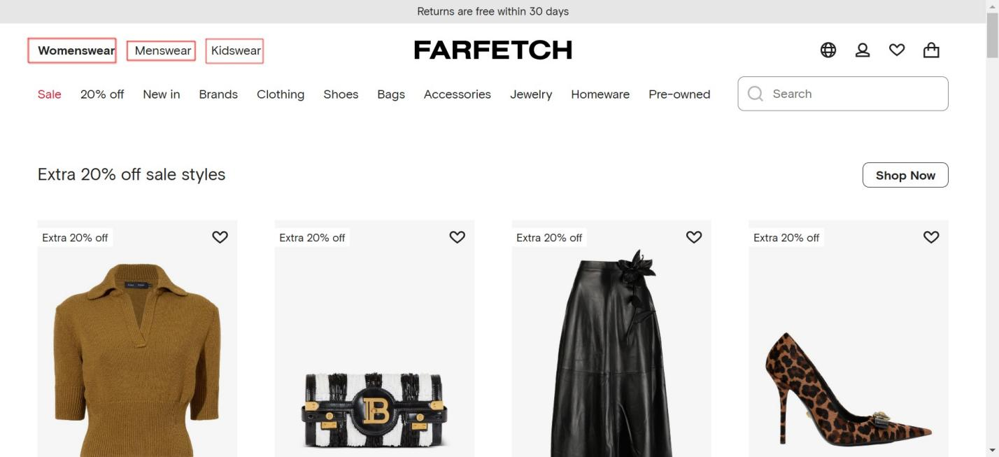 Returns are free within 30 days
Womenswear Menswear Kidswear FARFETCH
Sale 20% off New in Brands Clothing Shoes Bags Accessories Jewelry Homeware Pre-owned Search
Extra 20% off sale styles Shop Now
Extra 20% off Extra 20% off Extra 20% off Extra 20% off
B